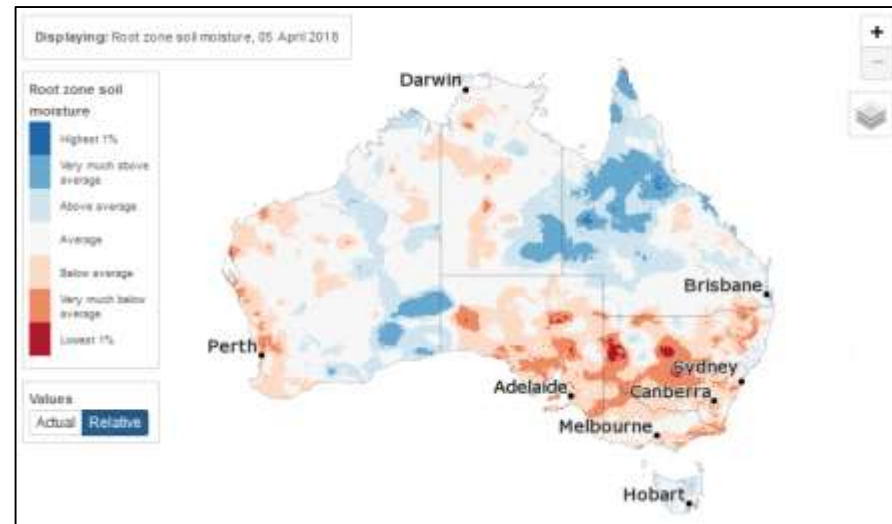 Displaying: Root zone soil moisture, 05 April 2018
+
−
Root zone soil
moisture
Highest 1%
Very much above
average
Above average
Average
Below average
Very much below
average
Lowest 1%
Values
Actual Relative
Darwin
Brisbane
Perth
Sydney
Adelaide
Canberra
Melbourne
Hobart